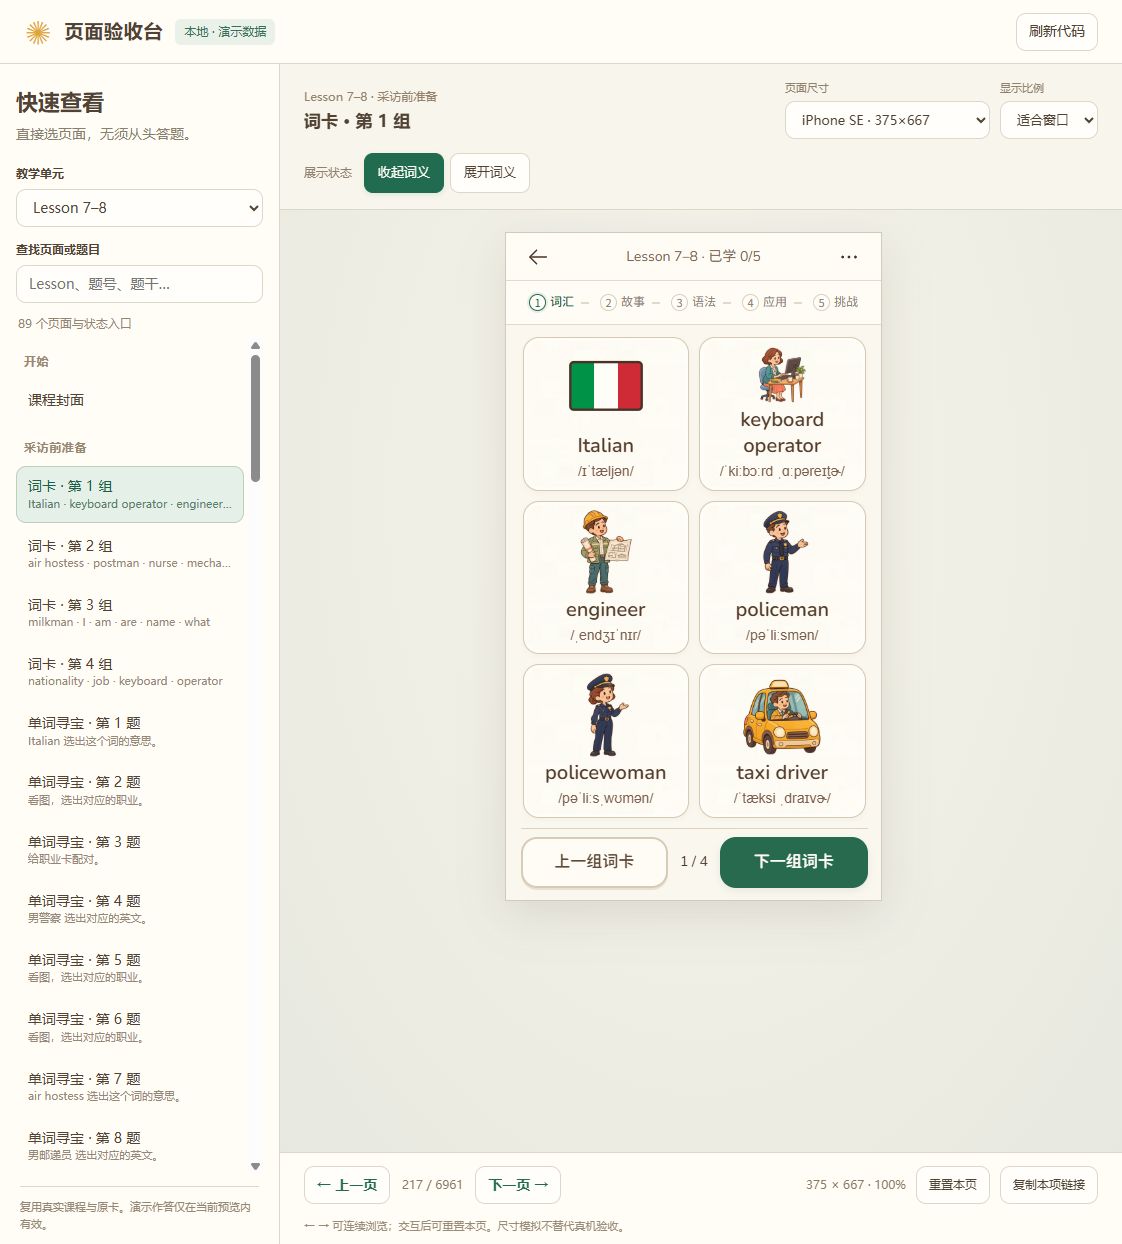 页面验收台
本地 · 演示数据
刷新代码
快速查看
直接选页面，无须从头答题。
教学单元
Lesson 7–8
查找页面或题目
Lesson、题号、题干...
89 个页面与状态入口
开始
课程封面
采访前准备
词卡 · 第 1 组
Italian · keyboard operator · engineer...
词卡 · 第 2 组
air hostess · postman · nurse · mecha...
词卡 · 第 3 组
milkman · I · am · are · name · what
词卡 · 第 4 组
nationality · job · keyboard · operator
单词寻宝 · 第 1 题
Italian 选出这个词的意思。
单词寻宝 · 第 2 题
看图，选出对应的职业。
单词寻宝 · 第 3 题
给职业卡配对。
单词寻宝 · 第 4 题
男警察 选出对应的英文。
单词寻宝 · 第 5 题
看图，选出对应的职业。
单词寻宝 · 第 6 题
看图，选出对应的职业。
单词寻宝 · 第 7 题
air hostess 选出这个词的意思。
单词寻宝 · 第 8 题
男邮递员 选出对应的英文。
复用真实课程与原卡。演示作答仅在当前预览内
有效。
Lesson 7–8 · 采访前准备
词卡 · 第 1 组
页面尺寸
iPhone SE · 375×667
显示比例
适合窗口
展示状态
收起词义
展开词义
Lesson 7–8 · 已学 0/5
1 词汇 – 2 故事 – 3 语法 – 4 应用 – 5 挑战
Italian
/ɪˈtæljən/
keyboard
operator
/ˈkiːbɔːrd ˌɑːpəreɪt̬ɚ/
engineer
/ˌendʒɪˈnɪr/
policeman
/pəˈliːsmən/
policewoman
/pəˈliːsˌwʊmən/
taxi driver
/ˈtæksi ˌdraɪvɚ/
上一组词卡
1 / 4
下一组词卡
← 上一页
217 / 6961
下一页 →
375 × 667 · 100%
重置本页
复制本项链接
← → 可连续浏览；交互后可重置本页。尺寸模拟不替代真机验收。